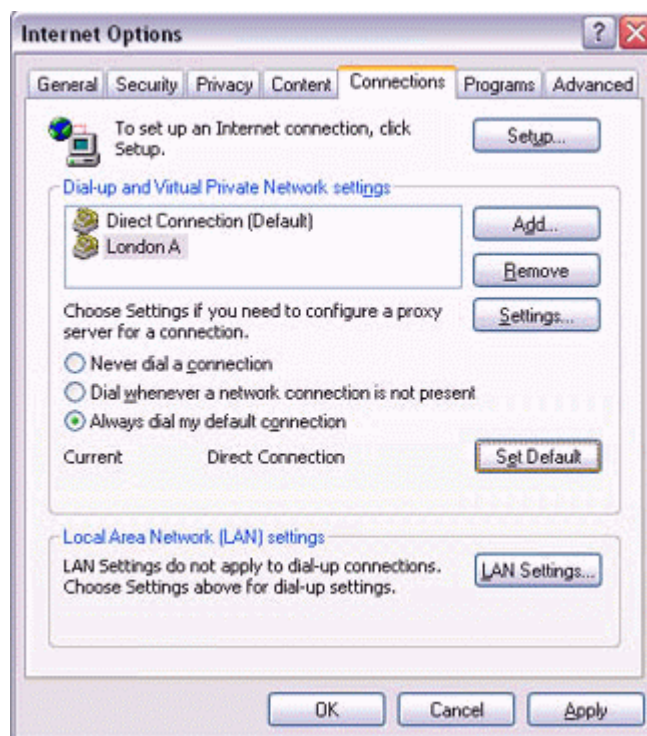 Internet Options
General Security Privacy Content Connections Programs Advanced
To set up an Internet connection, click
Setup.
Setup...
Dial-up and Virtual Private Network settings
Direct Connection (Default)
London A
Add...
Remove
Choose Settings if you need to configure a proxy
server for a connection.
Settings...
Never dial a connection
Dial whenever a network connection is not present
Always dial my default connection
Current Direct Connection
Set Default
Local Area Network (LAN) settings
LAN Settings do not apply to dial-up connections.
Choose Settings above for dial-up settings.
LAN Settings...
OK Cancel Apply